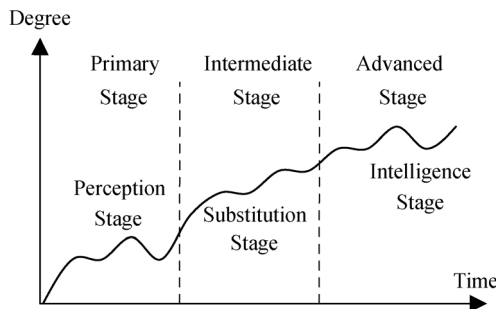 Degree
Primary
Stage
Intermediate
Stage
Advanced
Stage
Perception
Stage
Substitution
Stage
Intelligence
Stage
Time